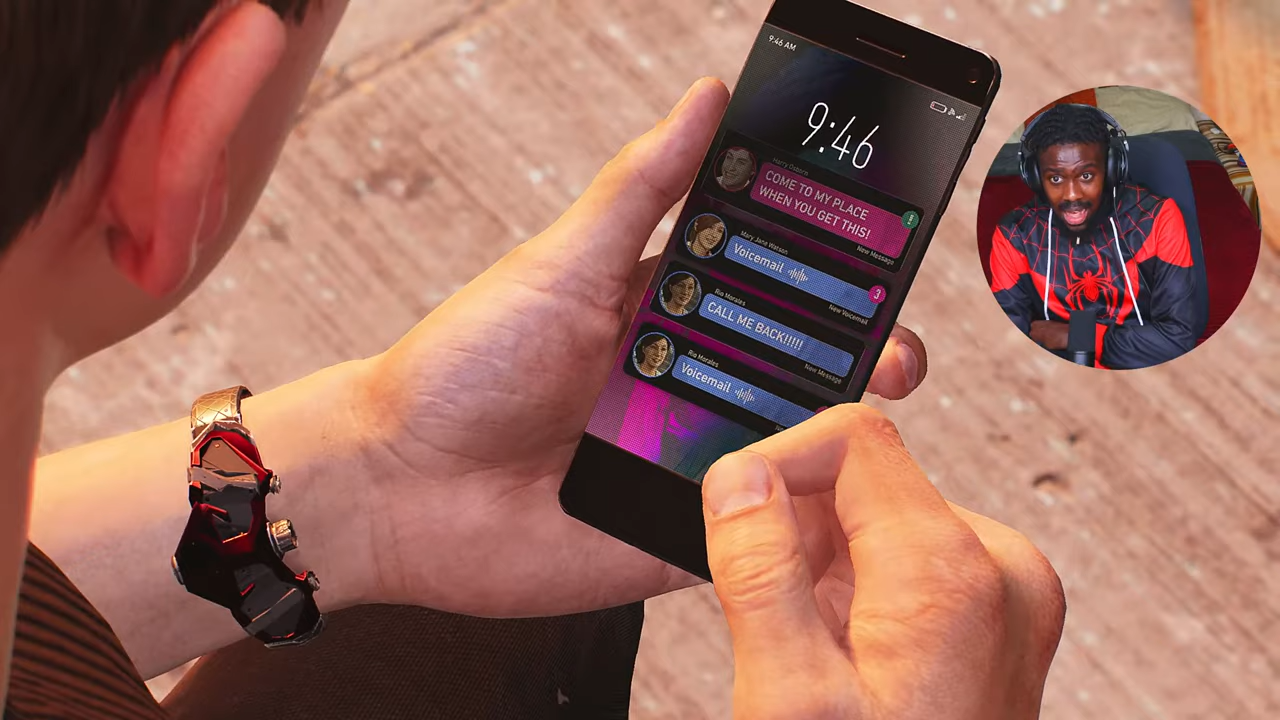 9:46 AM
9:46
Harry Osborn
COME TO MY PLACE
WHEN YOU GET THIS!
New Message
Mary Jane Watson
Voicemail
3
New Voicemail
Rio Morales
CALL ME BACK!!!!!
New Message
Rio Morales
Voicemail